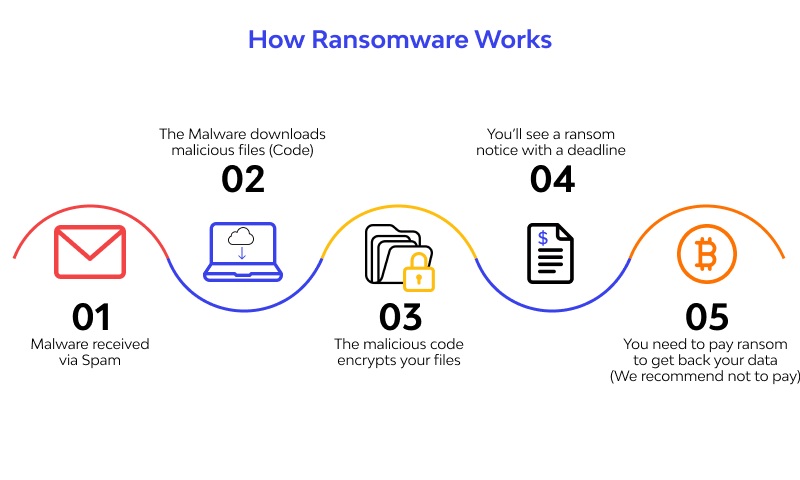 How Ransomware Works
01
Malware received
via Spam
The Malware downloads
malicious files (Code)
02
03
The malicious code
encrypts your files
You’ll see a ransom
notice with a deadline
04
$
05
You need to pay ransom
to get back your data
(We recommend not to pay)